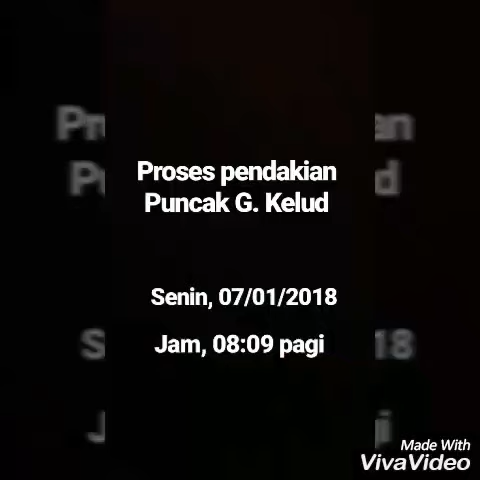 Proses pendakian
Puncak G. Kelud
Senin, 07/01/2018
Jam, 08:09 pagi
Made With
VivaVideo